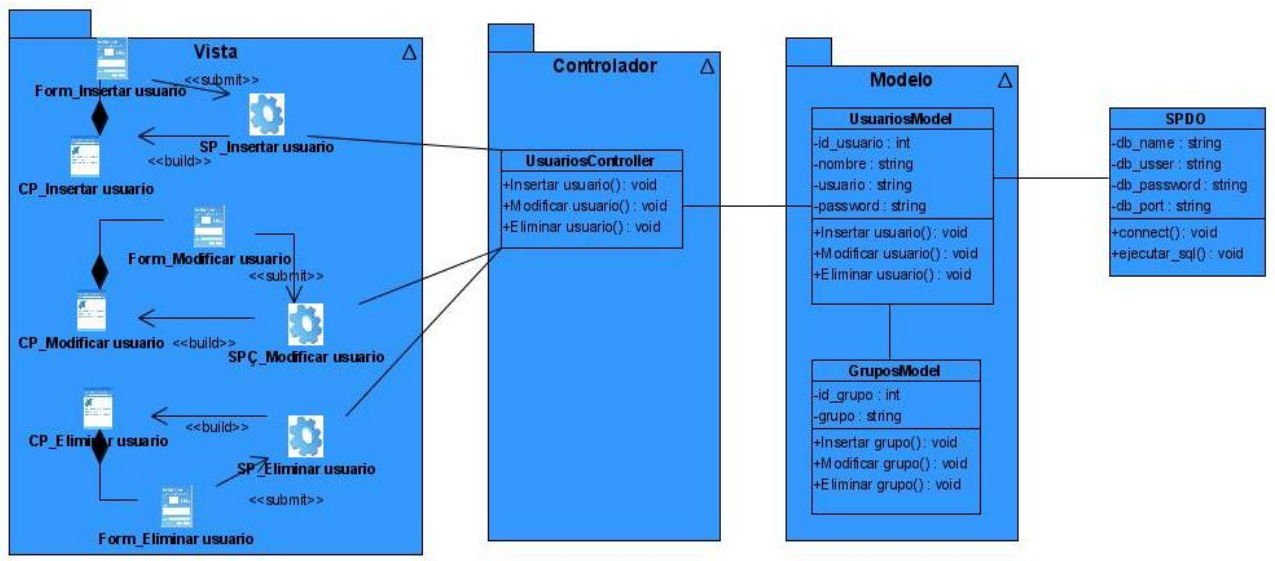 Vista
Δ
<<submit>>
Form_Insertar usuario
SP_Insertar usuario
<<build>>
CP_Insertar usuario
Form_Modificar usuario
<<submit>>
CP_Modificar usuario
<<build>>
SPÇ_Modificar usuario
<<build>>
CP_Eliminar usuario
SP_Eliminar usuario
<<submit>>
Form_Eliminar usuario
Controlador
Δ
UsuariosController
+Insertar usuario() : void
+Modificar usuario() : void
+Eliminar usuario() : void
Modelo
Δ
UsuariosModel
-id_usuario : int
-nombre : string
-usuario : string
-password : string
+Insertar usuario() : void
+Modificar usuario() : void
+Eliminar usuario() : void
GruposModel
-id_grupo : int
-grupo : string
+Insertar grupo() : void
+Modificar grupo() : void
+Eliminar grupo() : void
SPDO
-db_name : string
-db_usser : string
-db_password : string
-db_port : string
+connect() : void
+ejecutar_sql() : void